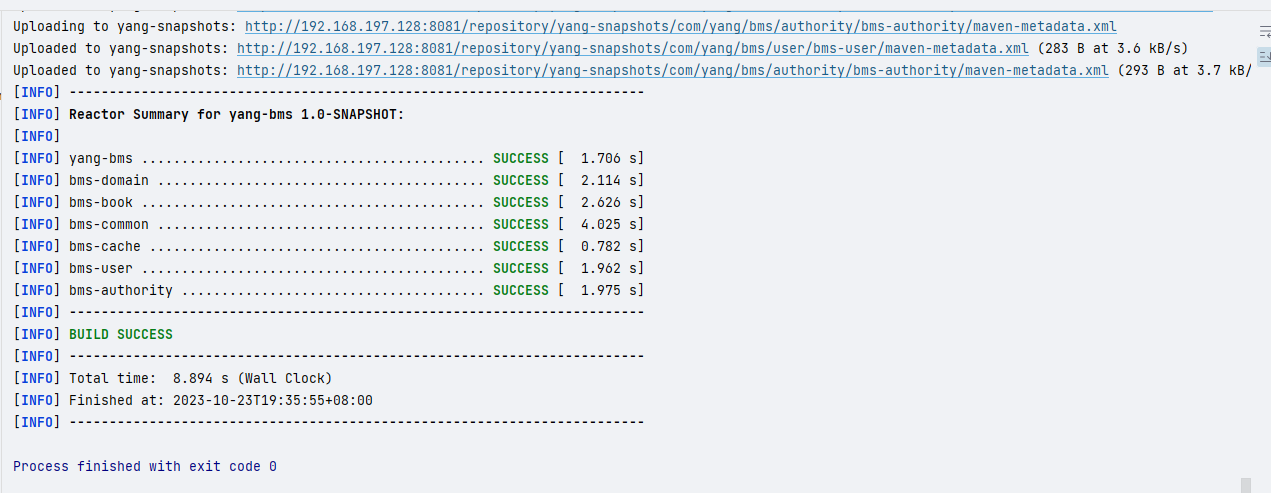 Uploading to yang-snapshots: http://192.168.197.128:8081/repository/yang-snapshots/com/yang/bms/authority/bms-authority/maven-metadata.xml
Uploaded to yang-snapshots: http://192.168.197.128:8081/repository/yang-snapshots/com/yang/bms/user/bms-user/maven-metadata.xml (283 B at 3.6 kB/s)
Uploaded to yang-snapshots: http://192.168.197.128:8081/repository/yang-snapshots/com/yang/bms/authority/bms-authority/maven-metadata.xml (293 B at 3.7 kB/
[INFO] ------------------------------------------------------------------------
[INFO] Reactor Summary for yang-bms 1.0-SNAPSHOT:
[INFO]
[INFO] yang-bms ........................................... SUCCESS [  1.706 s]
[INFO] bms-domain ......................................... SUCCESS [  2.114 s]
[INFO] bms-book ........................................... SUCCESS [  2.626 s]
[INFO] bms-common ......................................... SUCCESS [  4.025 s]
[INFO] bms-cache .......................................... SUCCESS [  0.782 s]
[INFO] bms-user ........................................... SUCCESS [  1.962 s]
[INFO] bms-authority ...................................... SUCCESS [  1.975 s]
[INFO] ------------------------------------------------------------------------
[INFO] BUILD SUCCESS
[INFO] ------------------------------------------------------------------------
[INFO] Total time:  8.894 s (Wall Clock)
[INFO] Finished at: 2023-10-23T19:35:55+08:00
[INFO] ------------------------------------------------------------------------
Process finished with exit code 0